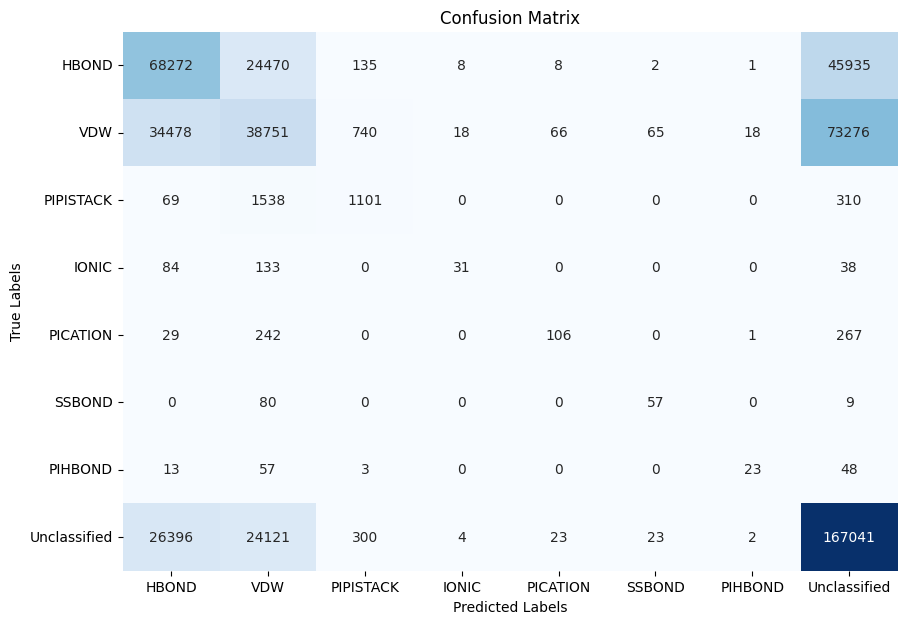 Confusion Matrix
HBOND 68272 24470 135 8 8 2 1 45935
VDW 34478 38751 740 18 66 65 18 73276
PIPISTACK 69 1538 1101 0 0 0 0 310
IONIC 84 133 0 31 0 0 0 38
PICATION 29 242 0 0 106 0 1 267
SSBOND 0 80 0 0 0 57 0 9
PIHBOND 13 57 3 0 0 0 23 48
Unclassified 26396 24121 300 4 23 23 2 167041
True Labels
HBOND VDW PIPISTACK IONIC PICATION SSBOND PIHBOND Unclassified
Predicted Labels